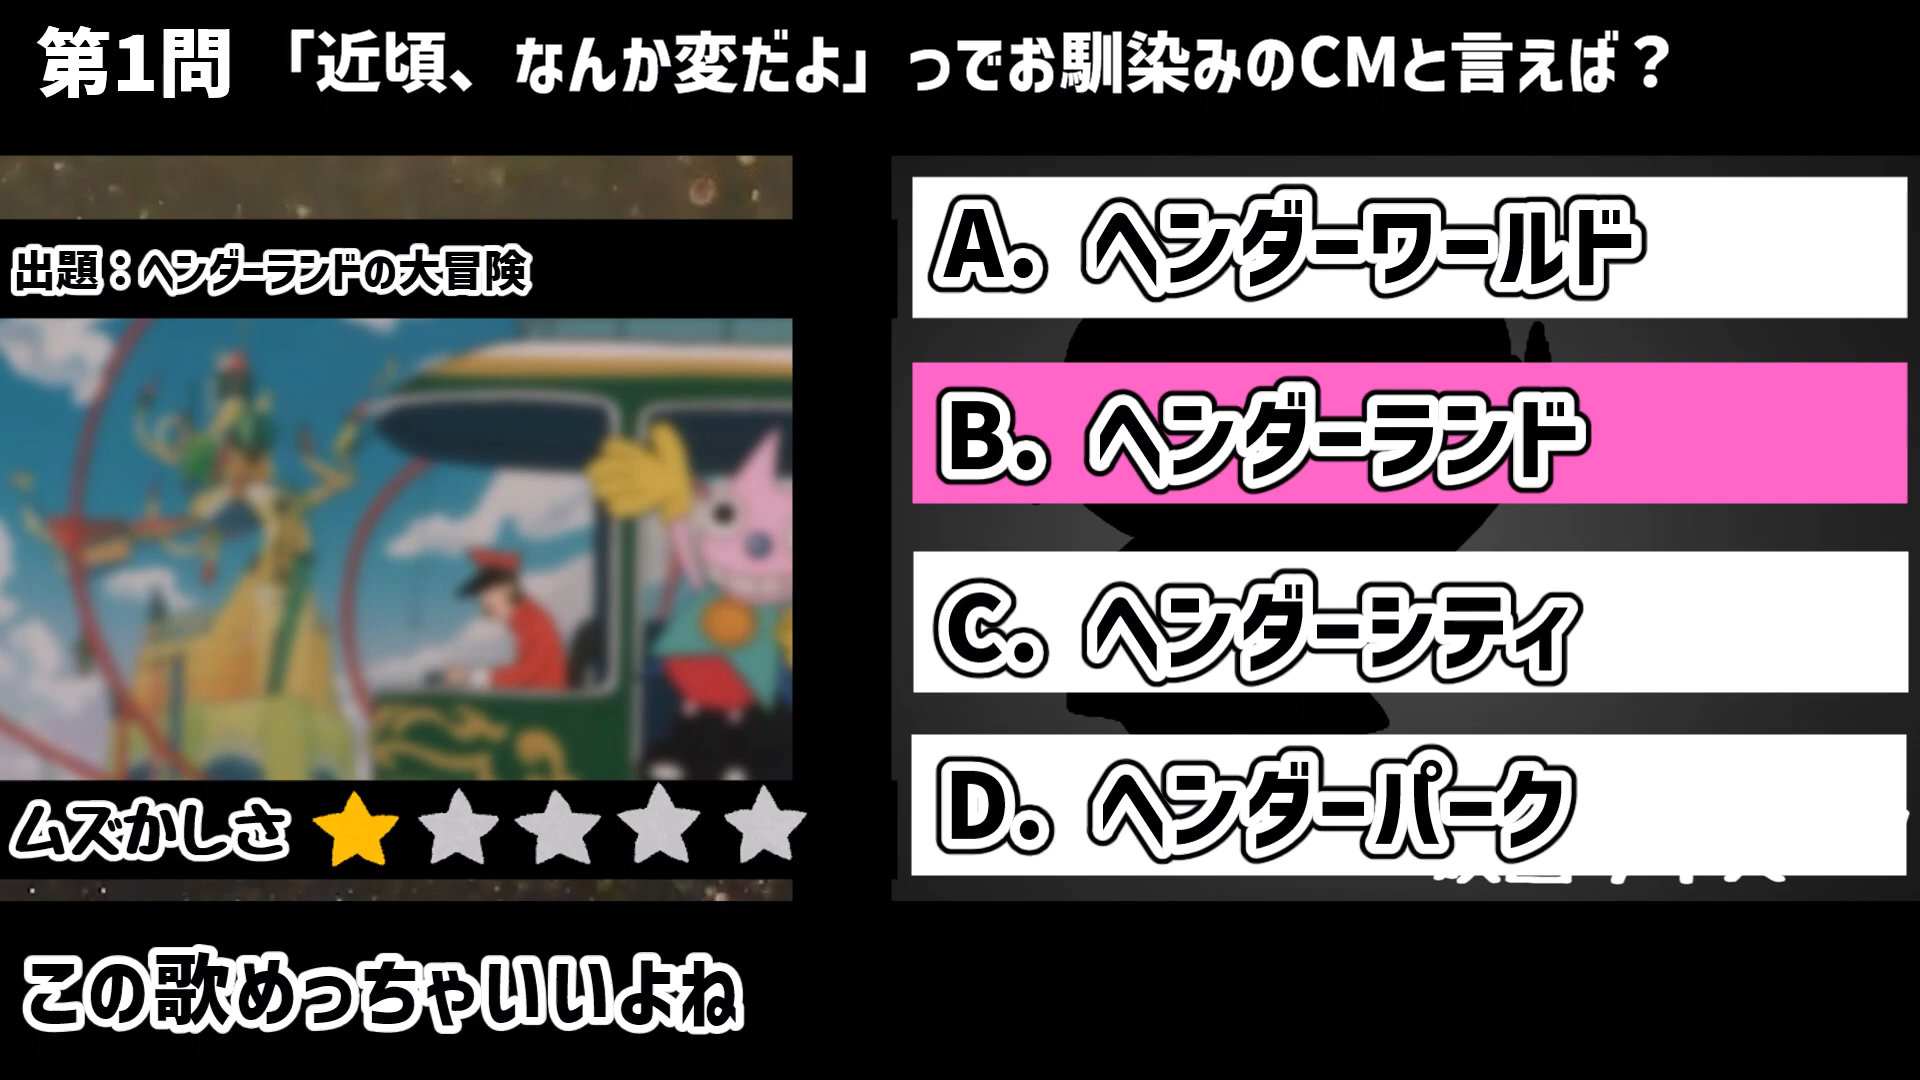 第1問 「近頃、なんか変だよ」ってお馴染みのCMと言えば？
出題：ヘンダーランドの大冒険
A. ヘンダーワールド
B. ヘンダーランド
C. ヘンダーシティ
D. ヘンダーパーク
ムズかしさ
この歌めっちゃいいよね